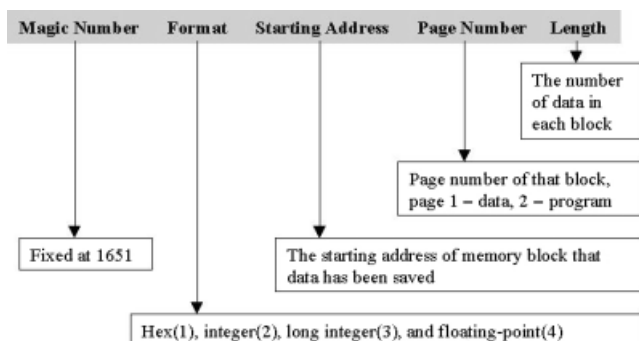 Magic Number Format Starting Address Page Number Length
The number
of data in
each block
Page number of that block,
page 1 – data, 2 – program
Fixed at 1651
The starting address of memory block that
data has been saved
Hex(1), integer(2), long integer(3), and floating-point(4)